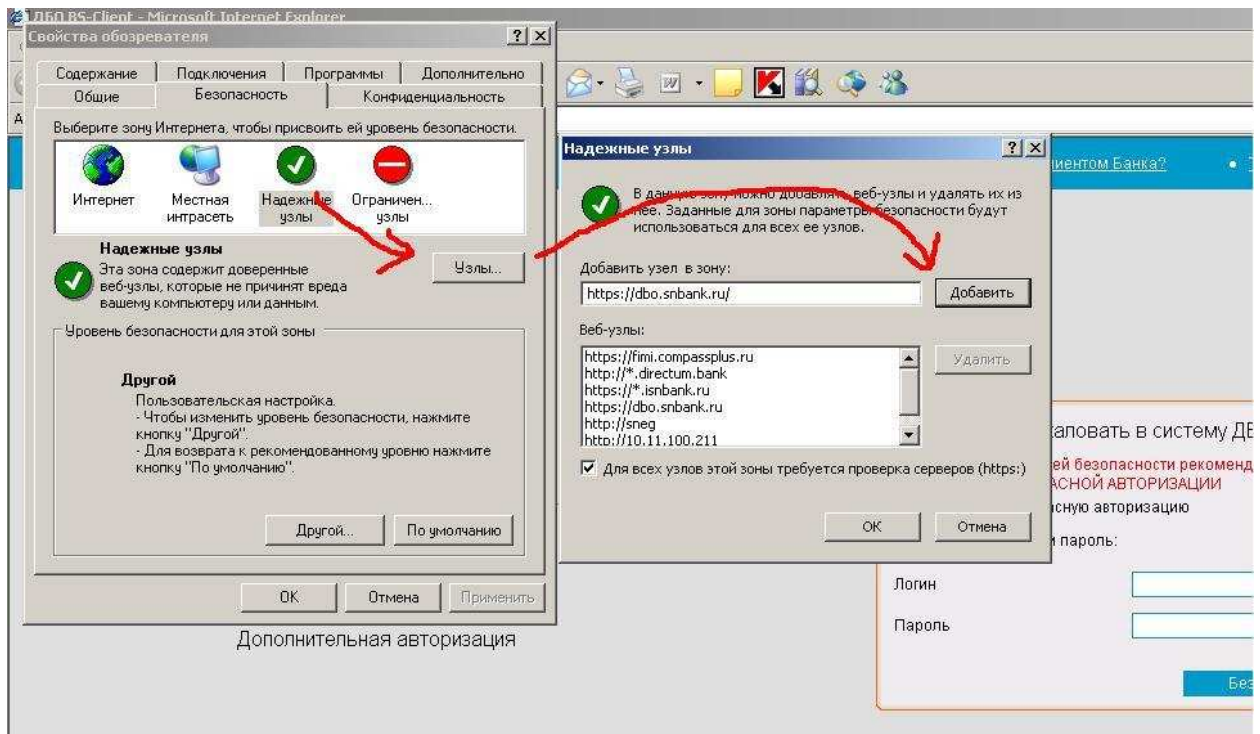 ДБО BS-Client - Microsoft Internet Explorer
Свойства обозревателя
Содержание Подключения Программы Дополнительно
Общие Безопасность Конфиденциальность
Выберите зону Интернета, чтобы присвоить ей уровень безопасности.
Интернет
Местная интрасеть
Надежные узлы
Ограничен... узлы
Надежные узлы
Эта зона содержит доверенные
веб-узлы, которые не причинят вреда
вашему компьютеру или данным.
Узлы...
Уровень безопасности для этой зоны
Другой
Пользовательская настройка.
- Чтобы изменить уровень безопасности, нажмите
кнопку "Другой".
- Для возврата к рекомендованному уровню нажмите
кнопку "По умолчанию".
Другой... По умолчанию
OK Отмена Применить
Дополнительная авторизация
Надежные узлы
В данную зону можно добавлять веб-узлы и удалять их из
нее. Заданные для зоны параметры безопасности будут
использоваться для всех ее узлов.
Добавить узел в зону:
https://dbo.snbank.ru/ Добавить
Веб-узлы:
https://fimi.compassplus.ru
http://*.directum.bank
https://*.isnbank.ru
https://dbo.snbank.ru
http://sneg
http://10.11.100.211
Удалить
Для всех узлов этой зоны требуется проверка серверов (https:)
OK Отмена
иентом Банка?
аловать в систему ДБ
ей безопасности рекоменд
АСНОЙ АВТОРИЗАЦИИ
сную авторизацию
и пароль:
Логин
Пароль
Без